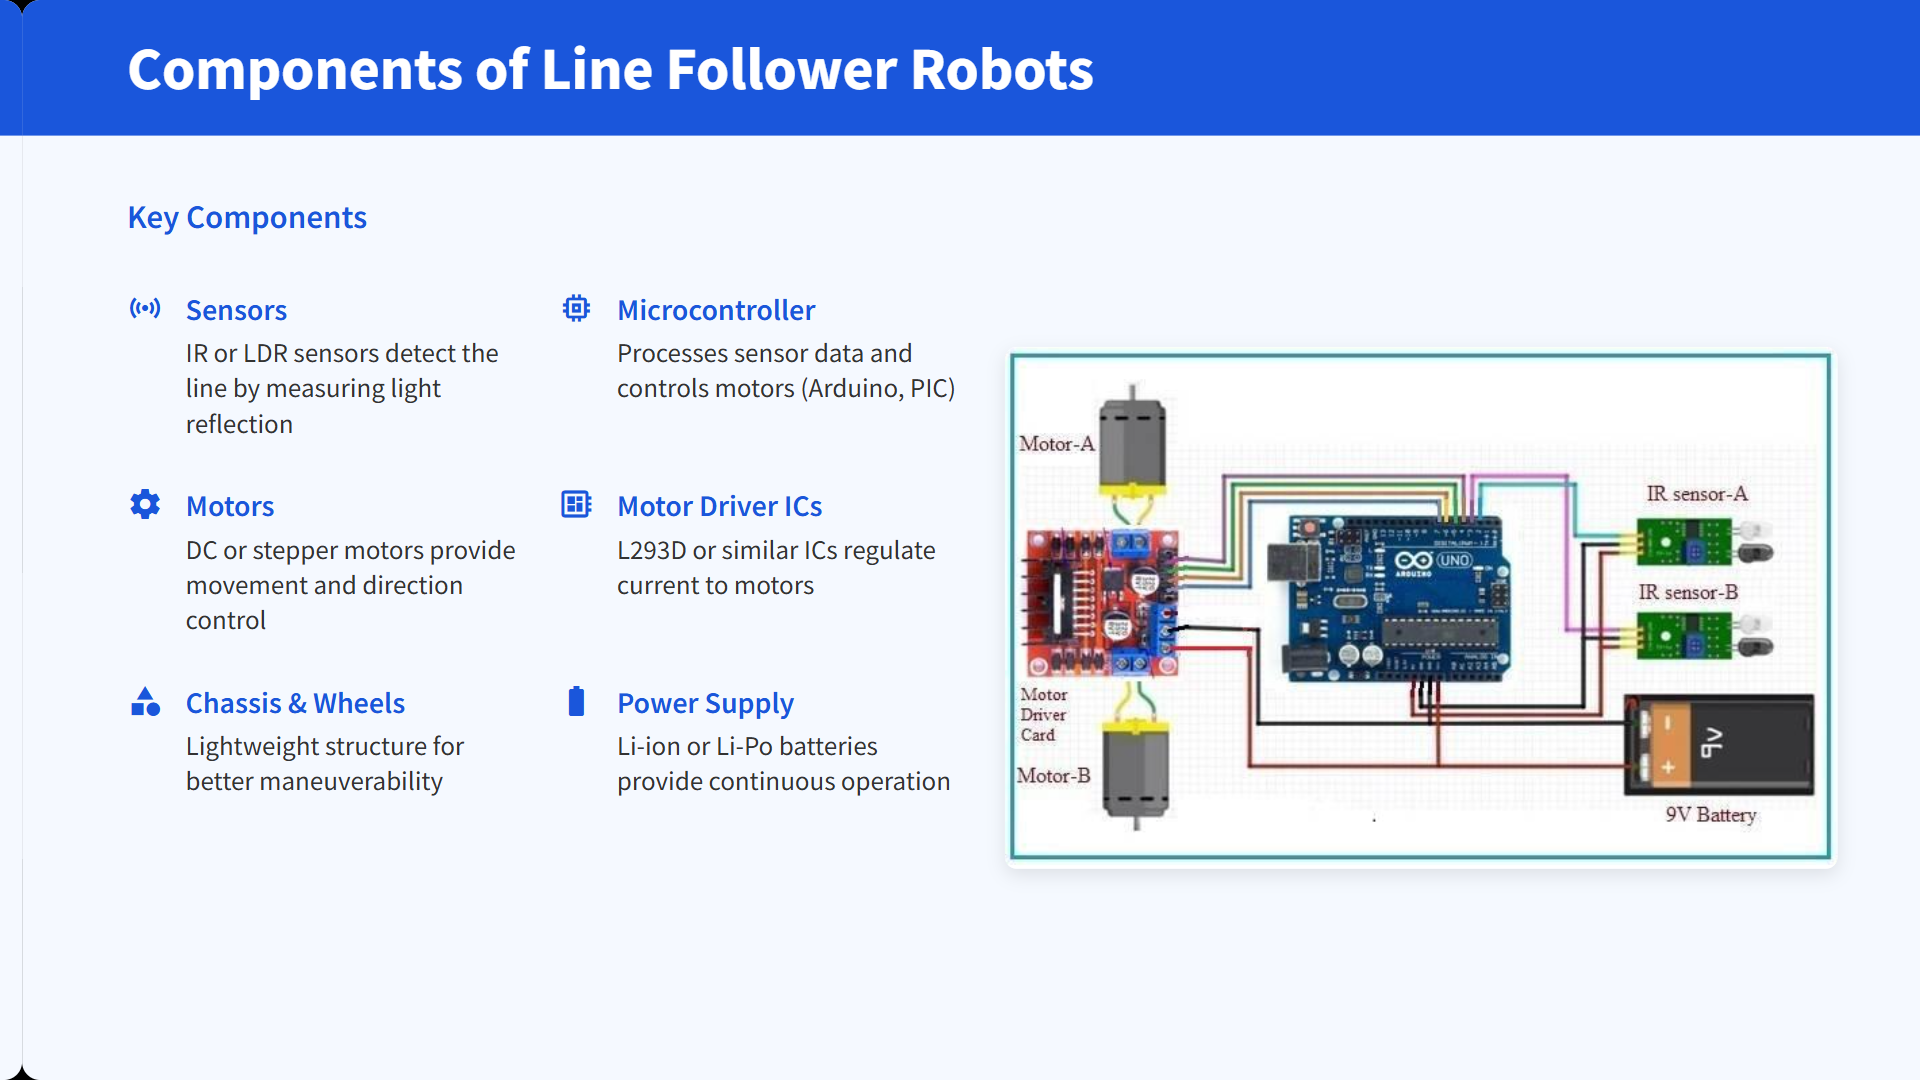 Components of Line Follower Robots
Key Components
Sensors
IR or LDR sensors detect the
line by measuring light
reflection
Microcontroller
Processes sensor data and
controls motors (Arduino, PIC)
Motors
DC or stepper motors provide
movement and direction
control
Motor Driver ICs
L293D or similar ICs regulate
current to motors
Chassis & Wheels
Lightweight structure for
better maneuverability
Power Supply
Li-ion or Li-Po batteries
provide continuous operation
Motor-A
IR sensor-A
UNO
ARDUINO
IR sensor-B
Motor
Driver
Card
Motor-B
9V
9V Battery